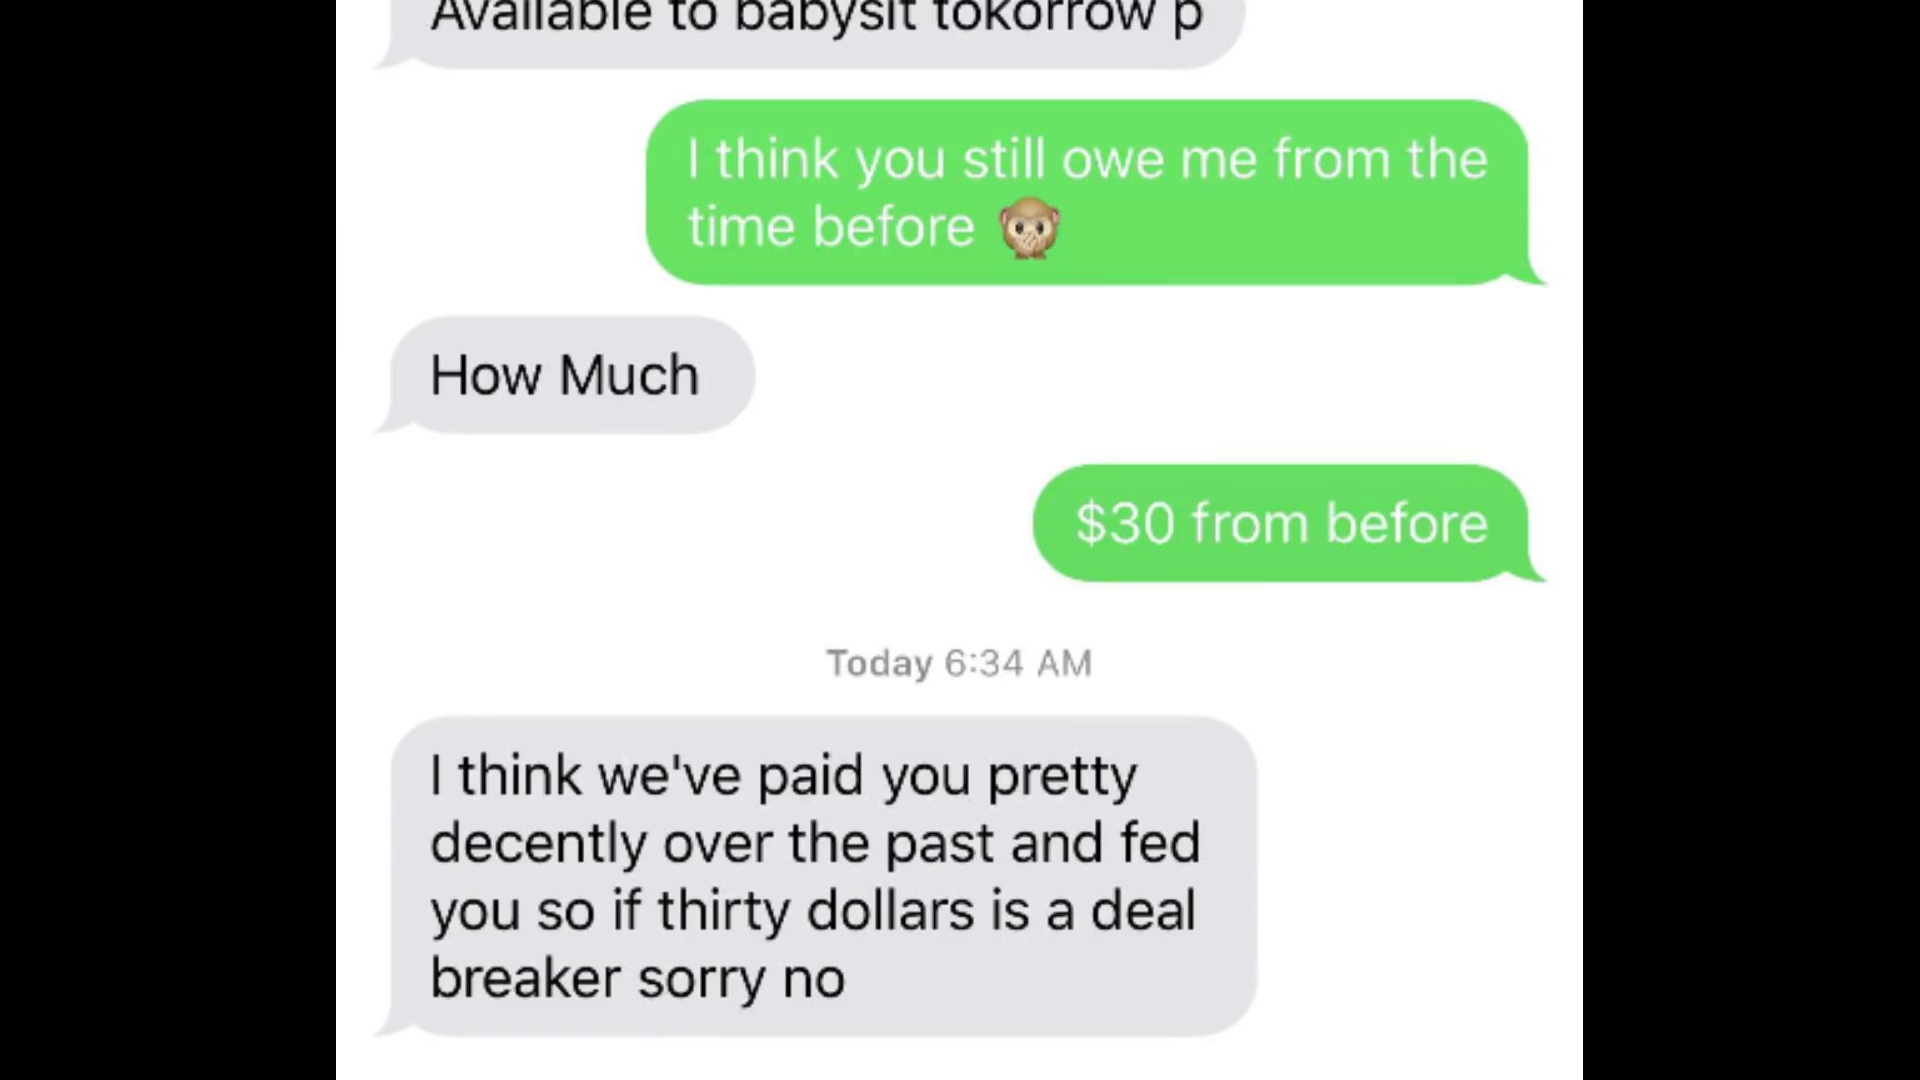 Available to babysit tokorrow p
I think you still owe me from the
time before 🙊
How Much
$30 from before
Today 6:34 AM
I think we've paid you pretty
decently over the past and fed
you so if thirty dollars is a deal
breaker sorry no